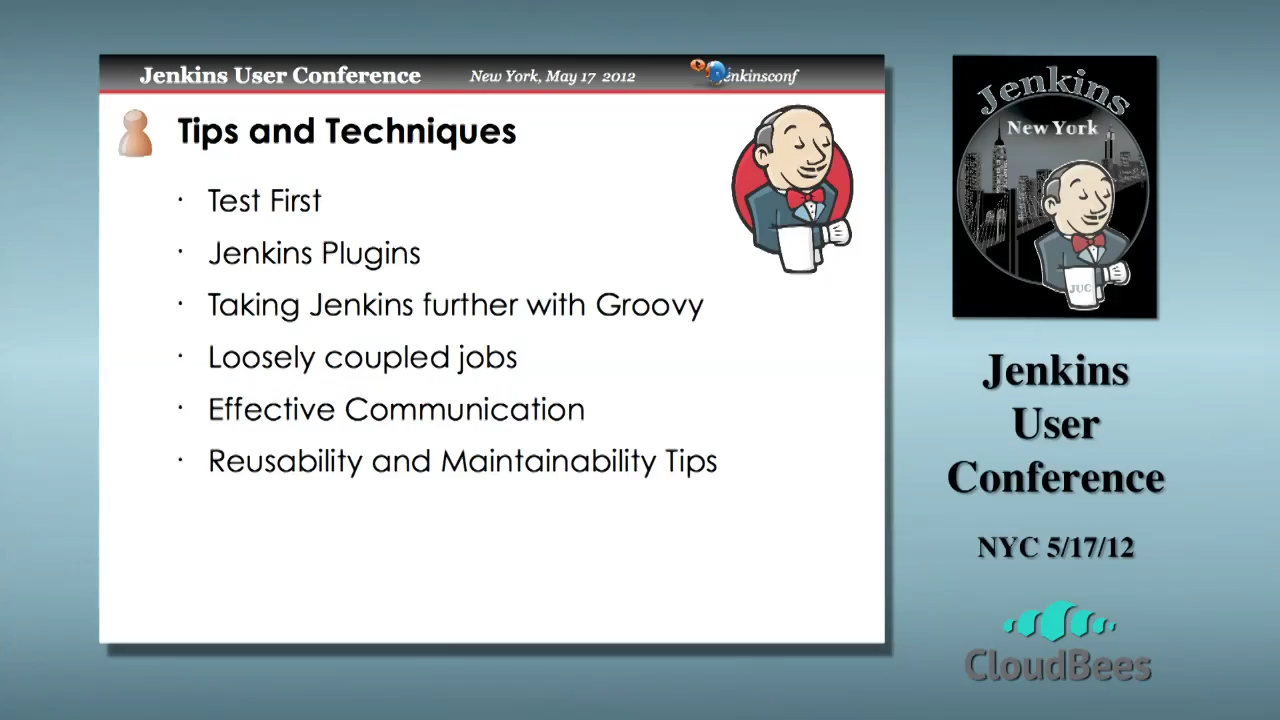 Jenkins User Conference
New York, May 17 2012
enkinsconf
Tips and Techniques
· Test First
· Jenkins Plugins
· Taking Jenkins further with Groovy
· Loosely coupled jobs
· Effective Communication
· Reusability and Maintainability Tips
Jenkins
New York
JUC
Jenkins
User
Conference
NYC 5/17/12
CloudBees